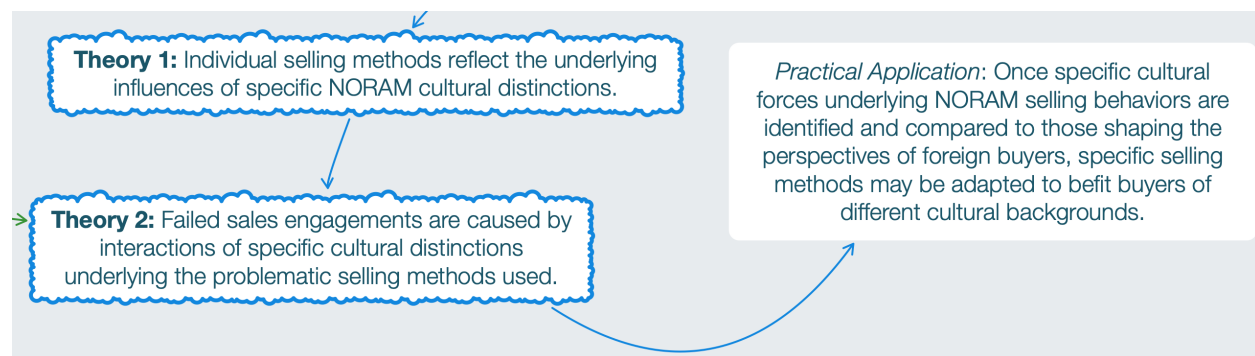 Theory 1: Individual selling methods reflect the underlying
influences of specific NORAM cultural distinctions.
Practical Application: Once specific cultural
forces underlying NORAM selling behaviors are
identified and compared to those shaping the
perspectives of foreign buyers, specific selling
methods may be adapted to befit buyers of
different cultural backgrounds.
Theory 2: Failed sales engagements are caused by
interactions of specific cultural distinctions
underlying the problematic selling methods used.